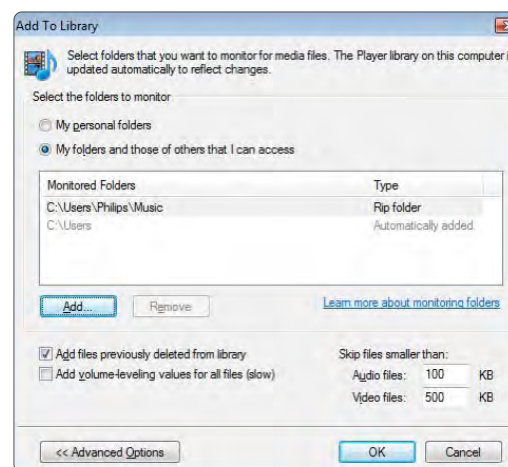 Add To Library
Select folders that you want to monitor for media files. The Player library on this computer
updated automatically to reflect changes.
Select the folders to monitor
My personal folders
My folders and those of others that I can access
Monitored Folders Type
C:\Users\Philips\Music Rip folder
C:\Users Automatically added
Add... Remove Learn more about monitoring folders
Add files previously deleted from library Skip files smaller than:
Add volume-leveling values for all files (slow) Audio files: 100 KB
Video files: 500 KB
<< Advanced Options OK Cancel